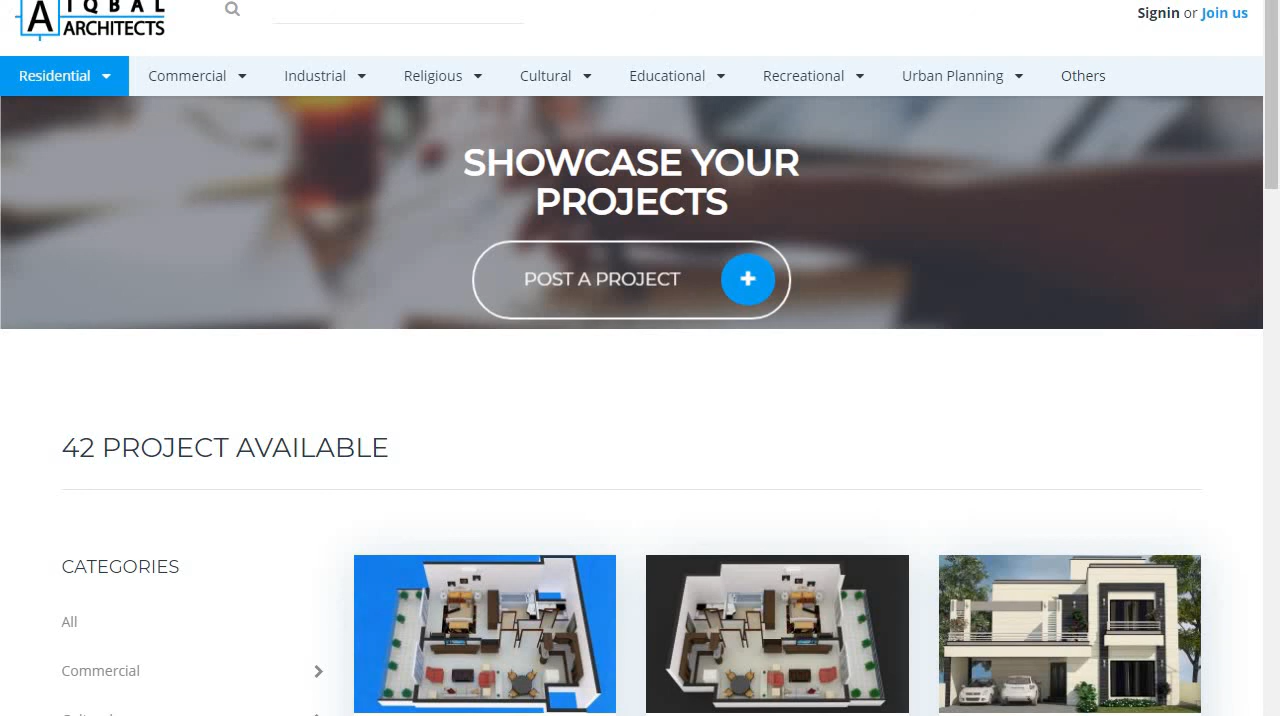 A IQBAL
ARCHITECTS
Signin or Join us
Residential Commercial Industrial Religious Cultural Educational Recreational Urban Planning Others
SHOWCASE YOUR
PROJECTS
POST A PROJECT
42 PROJECT AVAILABLE
CATEGORIES
All
Commercial